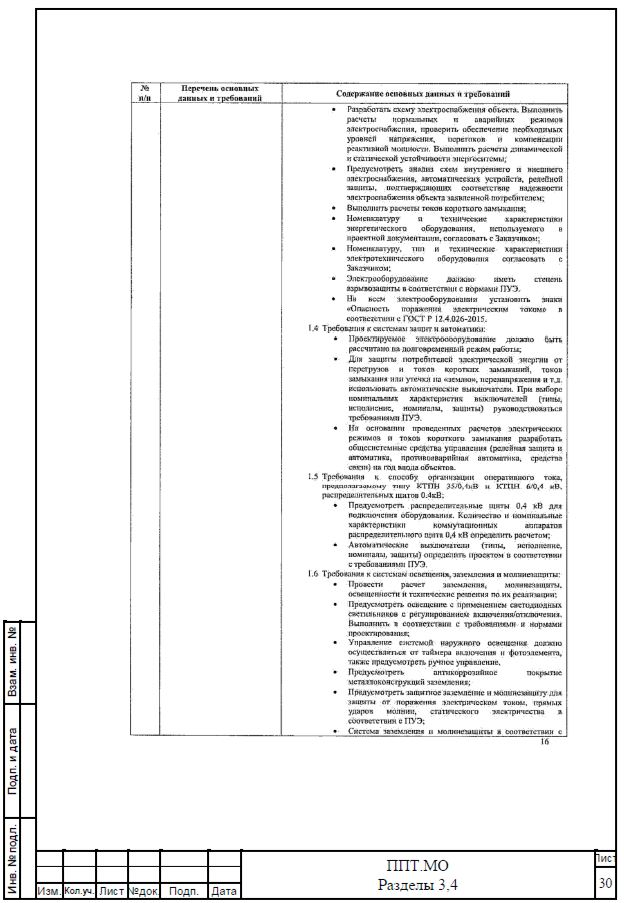 №
п/п
Перечень основных
данных и требований
Содержание основных данных и требований
• Разработать схему электроснабжения объекта. Выполнить
расчеты нормальных и аварийных режимов
электроснабжения, проверить обеспечение необходимых
уровней напряжения, перетоков и компенсации
реактивной мощности. Выполнить расчеты динамической
и статической устойчивости энергосистемы;
• Предусмотреть анализ схем внутреннего и внешнего
электроснабжения, автоматических устройств, релейной
защиты, подтверждающих соответствие надежности
электроснабжения объекта заявленной потребителем;
• Выполнить расчеты токов короткого замыкания;
• Номенклатуру и технические характеристики
энергетического оборудования, используемого в
проектной документации, согласовать с Заказчиком;
• Номенклатуру, тип и технические характеристики
электротехнического оборудования согласовать с
Заказчиком;
• Электрооборудование должно иметь степень
взрывозащиты в соответствии с нормами ПУЭ.
• На всем электрооборудовании установить знаки
«Опасность поражения электрическим током» в
соответствии с ГОСТ Р 12.4.026-2015.
1.4 Требования к системам защит и автоматики:
• Проектируемое электрооборудование должно быть
рассчитано на долговременный режим работы;
• Для защиты потребителей электрической энергии от
перегрузов и токов коротких замыканий, токов
замыкания или утечки на «землю», перенапряжения и т.д.
использовать автоматические выключатели. При выборе
номинальных характеристик выключателей (типы,
исполнение, номиналы, защиты) руководствоваться
требованиями ПУЭ.
• На основании проведенных расчетов электрических
режимов и токов короткого замыкания разработать
общесистемные средства управления (релейная защита и
автоматика, противоаварийная автоматика, средства
связи) на год ввода объектов.
1.5 Требования к способу организации оперативного тока,
предполагаемому типу КТПН 35/0,4кВ и КТПН 6/0,4 кВ,
распределительных щитов 0.4кВ:
• Предусмотреть распределительные щиты 0,4 кВ для
подключения оборудования. Количество и номинальные
характеристики коммутационных аппаратов
распределительного щита 0,4 кВ определить расчетом;
• Автоматические выключатели (типы, исполнение,
номиналы, защиты) определить проектом в соответствии
с требованиями ПУЭ.
1.6 Требования к системам освещения, заземления и молниезащиты:
• Провести расчет заземления, молниезащиты,
освещенности и технические решения по их реализации;
• Предусмотреть освещение с применением светодиодных
светильников с регулированием включения/отключения.
Выполнить в соответствии с требованиями и нормами
проектирования;
• Управление системой наружного освещения должно
осуществляться от таймера включения и фотоэлемента,
также предусмотреть ручное управление.
• Предусмотреть антикоррозийное покрытие
металлоконструкций заземления;
• Предусмотреть защитное заземление и молниезащиту для
защиты от поражения электрическом током, прямых
ударов молнии, статического электричества в
соответствии с ПУЭ;
• Система заземления и молниезащиты в соответствии с
16
Взам. инв. №
Подп. и дата
Инв. № подл.
Изм. Кол.уч. Лист №док Подп. Дата
ППТ.МО
Разделы 3,4
Лист
30